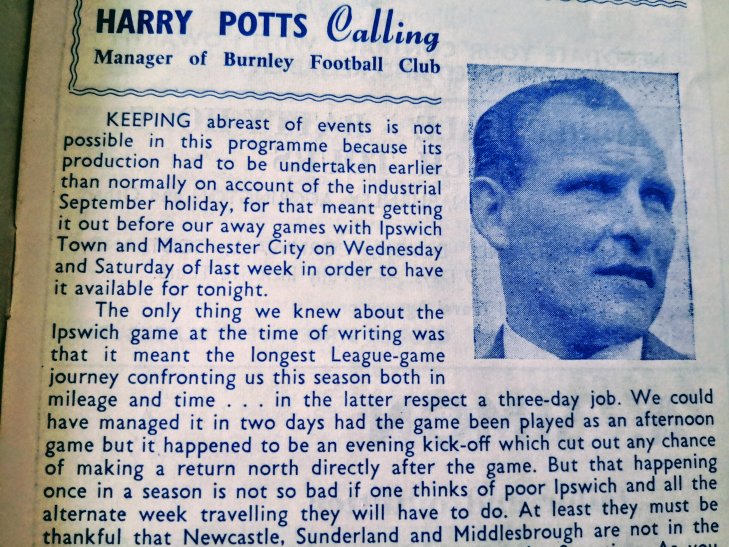 HARRY POTTS Calling
Manager of Burnley Football Club
KEEPING abreast of events is not
possible in this programme because its
production had to be undertaken earlier
than normally on account of the industrial
September holiday, for that meant getting
it out before our away games with Ipswich
Town and Manchester City on Wednesday
and Saturday of last week in order to have
it available for tonight.
The only thing we knew about the
Ipswich game at the time of writing was
that it meant the longest League-game
journey confronting us this season both in
mileage and time . . . in the latter respect a three-day job. We could
have managed it in two days had the game been played as an afternoon
game but it happened to be an evening kick-off which cut out any chance
of making a return north directly after the game. But that happening
once in a season is not so bad if one thinks of poor Ipswich and all the
alternate week travelling they will have to do. At least they must be
thankful that Newcastle, Sunderland and Middlesbrough are not in the
As you